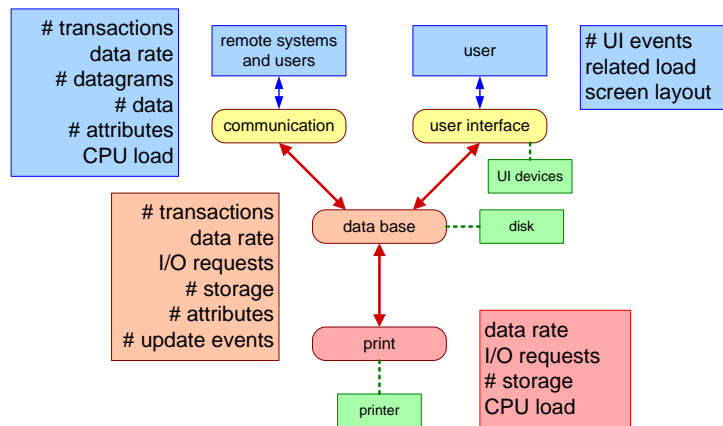 # transactions
data rate
# datagrams
# data
# attributes
CPU load
remote systems
and users
user
# UI events
related load
screen layout
communication
user interface
UI devices
# transactions
data rate
I/O requests
# storage
# attributes
# update events
data base
disk
print
printer
data rate
I/O requests
# storage
CPU load